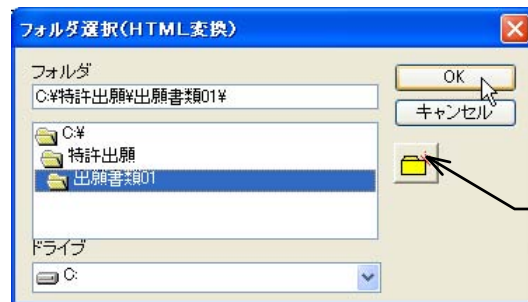 フォルダ選択(HTML変換)
フォルダ
C:¥特許出願¥出願書類01¥
OK
キャンセル
C:¥
特許出願
出願書類01
ドライブ
C: